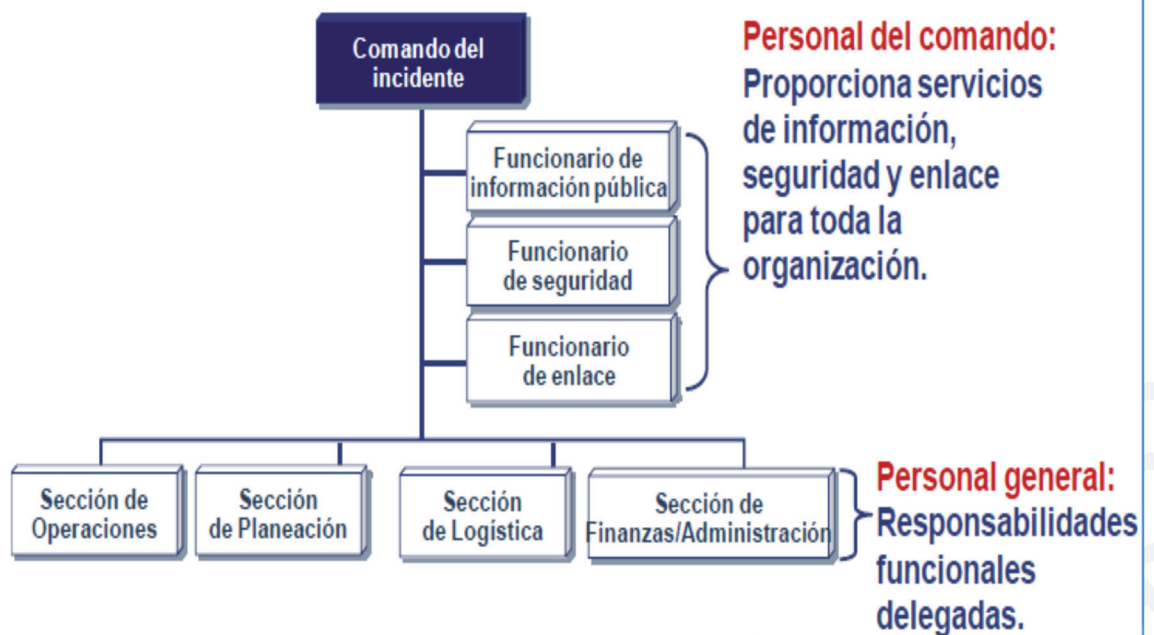 Comando del
incidente
Personal del comando:
Proporciona servicios
de información,
seguridad y enlace
para toda la
organización.
Funcionario de
información pública
Funcionario
de seguridad
Funcionario
de enlace
Sección de
Operaciones
Sección
de Planeación
Sección
de Logística
Sección de
Finanzas/Administración
Personal general:
Responsabilidades
funcionales
delegadas.